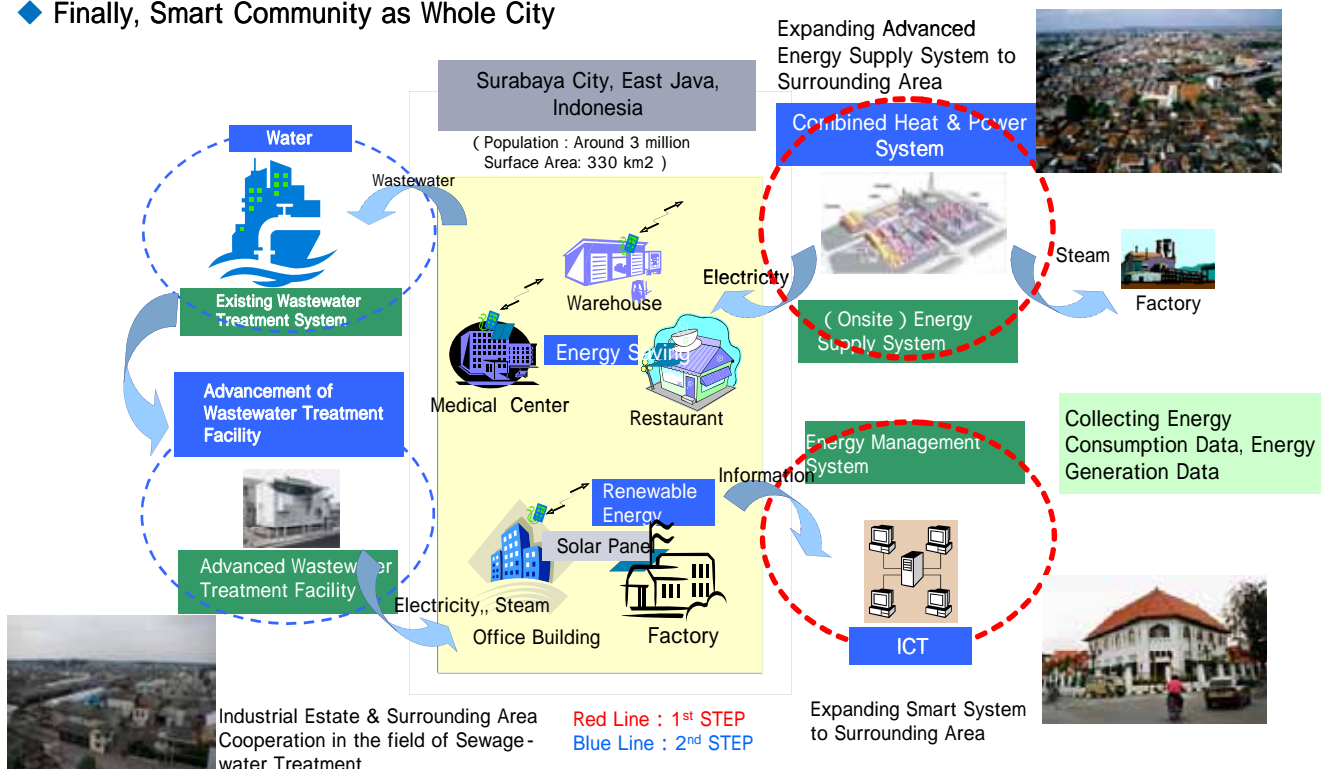 Finally, Smart Community as Whole City
Surabaya City, East Java,
Indonesia
( Population : Around 3 million
Surface Area: 330 km2 )
Expanding Advanced
Energy Supply System to
Surrounding Area
Combined Heat & Power
System
Water
Wastewater
Existing Wastewater
Treatment System
Warehouse
Electricity
Steam
Factory
( Onsite ) Energy
Supply System
Energy Saving
Medical Center
Restaurant
Advancement of
Wastewater Treatment
Facility
Energy Management
System
Collecting Energy
Consumption Data, Energy
Generation Data
Information
Renewable
Energy
Solar Panel
Advanced Wastewater
Treatment Facility
Electricity,, Steam
Office Building
Factory
ICT
Industrial Estate & Surrounding Area
Cooperation in the field of Sewage-
water Treatment
Red Line : 1st STEP
Blue Line : 2nd STEP
Expanding Smart System
to Surrounding Area